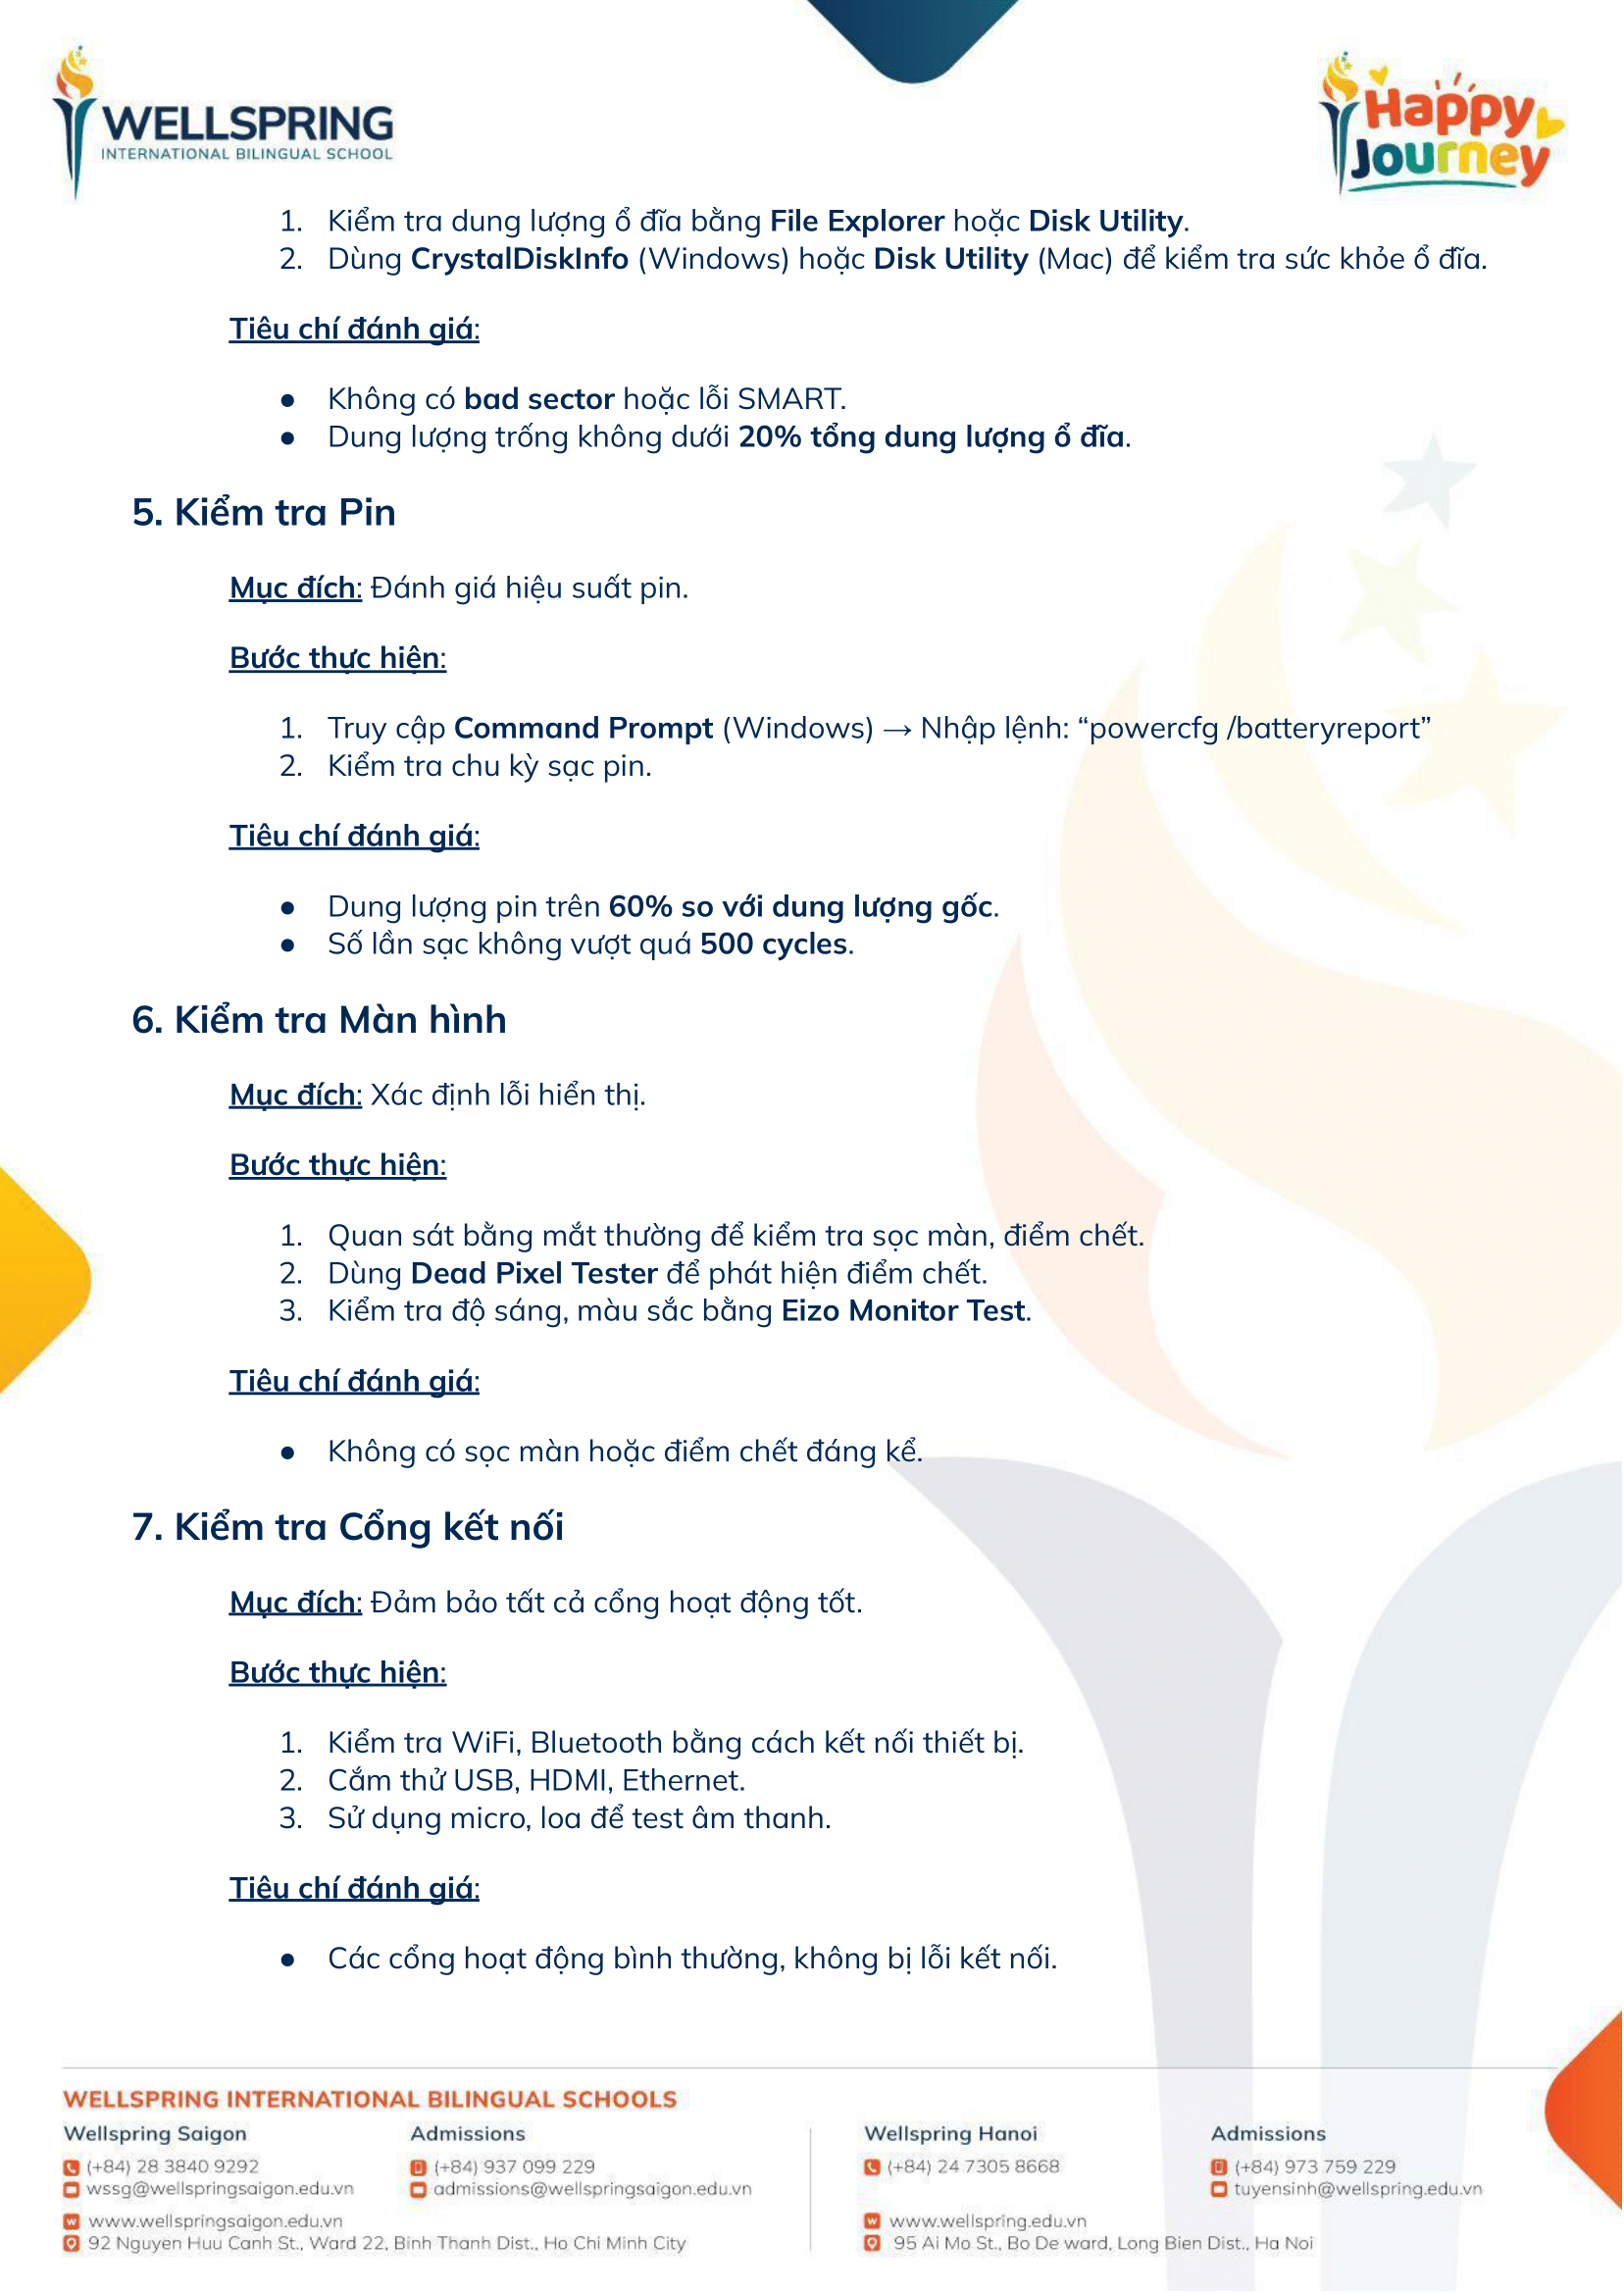 WELLSPRING
INTERNATIONAL BILINGUAL SCHOOL
Happy
Journey
1. Kiểm tra dung lượng ổ đĩa bằng File Explorer hoặc Disk Utility.
2. Dùng CrystalDiskInfo (Windows) hoặc Disk Utility (Mac) để kiểm tra sức khỏe ổ đĩa.
Tiêu chí đánh giá:
● Không có bad sector hoặc lỗi SMART.
● Dung lượng trống không dưới 20% tổng dung lượng ổ đĩa.
5. Kiểm tra Pin
Mục đích: Đánh giá hiệu suất pin.
Bước thực hiện:
1. Truy cập Command Prompt (Windows) → Nhập lệnh: “powercfg /batteryreport”
2. Kiểm tra chu kỳ sạc pin.
Tiêu chí đánh giá:
● Dung lượng pin trên 60% so với dung lượng gốc.
● Số lần sạc không vượt quá 500 cycles.
6. Kiểm tra Màn hình
Mục đích: Xác định lỗi hiển thị.
Bước thực hiện:
1. Quan sát bằng mắt thường để kiểm tra sọc màn, điểm chết.
2. Dùng Dead Pixel Tester để phát hiện điểm chết.
3. Kiểm tra độ sáng, màu sắc bằng Eizo Monitor Test.
Tiêu chí đánh giá:
● Không có sọc màn hoặc điểm chết đáng kể.
7. Kiểm tra Cổng kết nối
Mục đích: Đảm bảo tất cả cổng hoạt động tốt.
Bước thực hiện:
1. Kiểm tra WiFi, Bluetooth bằng cách kết nối thiết bị.
2. Cắm thử USB, HDMI, Ethernet.
3. Sử dụng micro, loa để test âm thanh.
Tiêu chí đánh giá:
● Các cổng hoạt động bình thường, không bị lỗi kết nối.
WELLSPRING INTERNATIONAL BILINGUAL SCHOOLS
Wellspring Saigon
(+84) 28 3840 9292
wssg@wellspringsaigon.edu.vn
www.wellspringsaigon.edu.vn
92 Nguyen Huu Canh St., Ward 22, Binh Thanh Dist., Ho Chi Minh City
Admissions
(+84) 937 099 229
admissions@wellspringsaigon.edu.vn
Wellspring Hanoi
(+84) 24 7305 8668
www.wellspring.edu.vn
95 Ai Mo St., Bo De ward, Long Bien Dist., Ha Noi
Admissions
(+84) 973 759 229
tuyensinh@wellspring.edu.vn